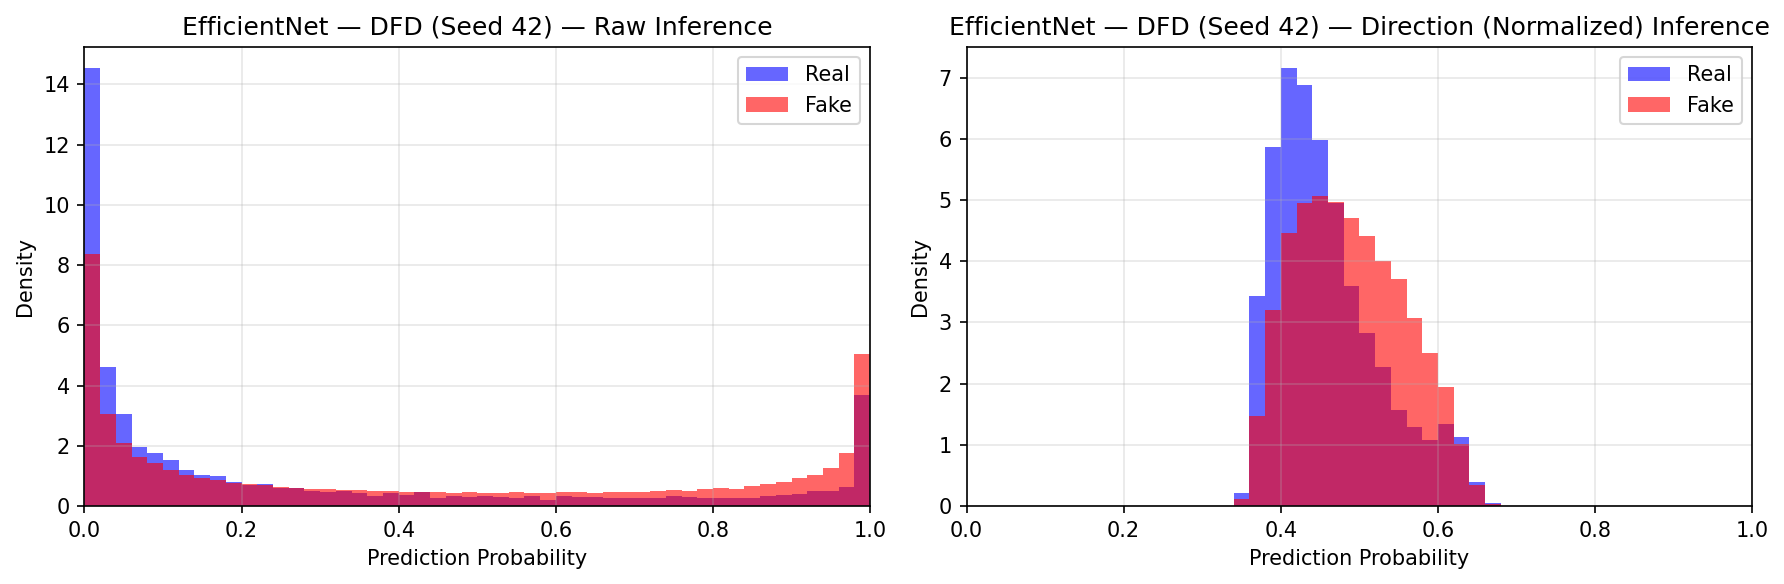 EfficientNet — DFD (Seed 42) — Raw Inference
Real
Fake
14
12
10
8
6
4
2
0
Density
0.0 0.2 0.4 0.6 0.8 1.0
Prediction Probability
EfficientNet — DFD (Seed 42) — Direction (Normalized) Inference
Real
Fake
7
6
5
4
3
2
1
0
Density
0.0 0.2 0.4 0.6 0.8 1.0
Prediction Probability